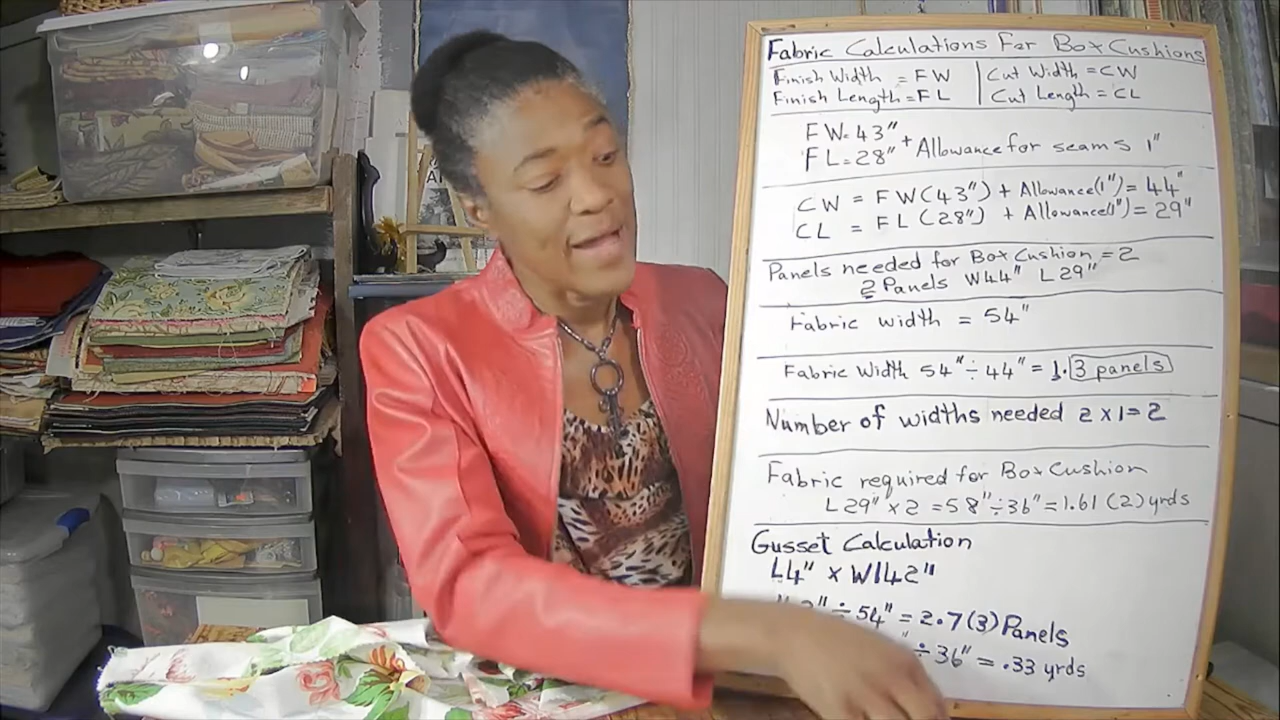 Fabric Calculations For Box Cushions
Finish Width = FW | Cut Width = CW
Finish Length = FL | Cut Length = CL
FW = 43"
FL = 28" + Allowance for seams 1"
CW = FW (43") + Allowance (1") = 44"
CL = FL (28") + Allowance (1") = 29"
Panels needed for Box Cushion = 2
2 Panels W44" L29"
Fabric width = 54"
Fabric Width 54" ÷ 44" = 1.3 panels
Number of widths needed 2 x 1 = 2
Fabric required for Box Cushion
L 29" x 2 = 58" ÷ 36" = 1.61 (2) yrds
Gusset Calculation
L4" x W142"
÷ 54" = 2.7 (3) Panels
" ÷ 36" = .33 yrds